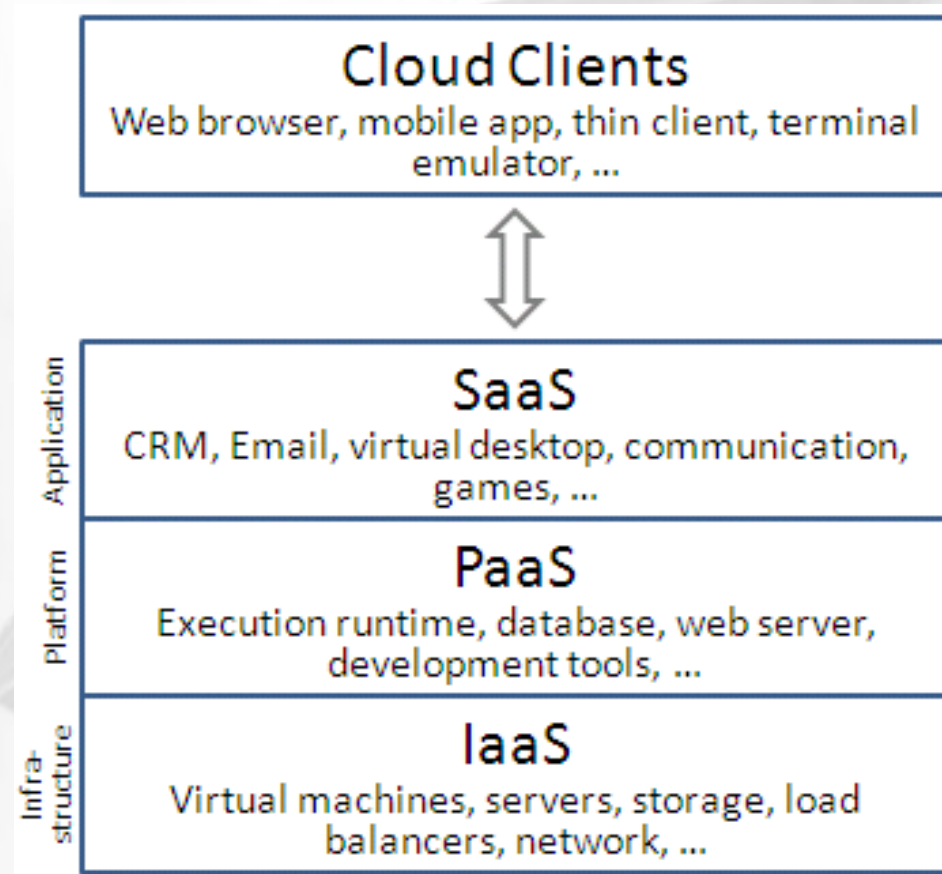 Cloud Clients
Web browser, mobile app, thin client, terminal
emulator, ...
Application
SaaS
CRM, Email, virtual desktop, communication,
games, ...
Platform
PaaS
Execution runtime, database, web server,
development tools, ...
Infra-
structure
IaaS
Virtual machines, servers, storage, load
balancers, network, ...